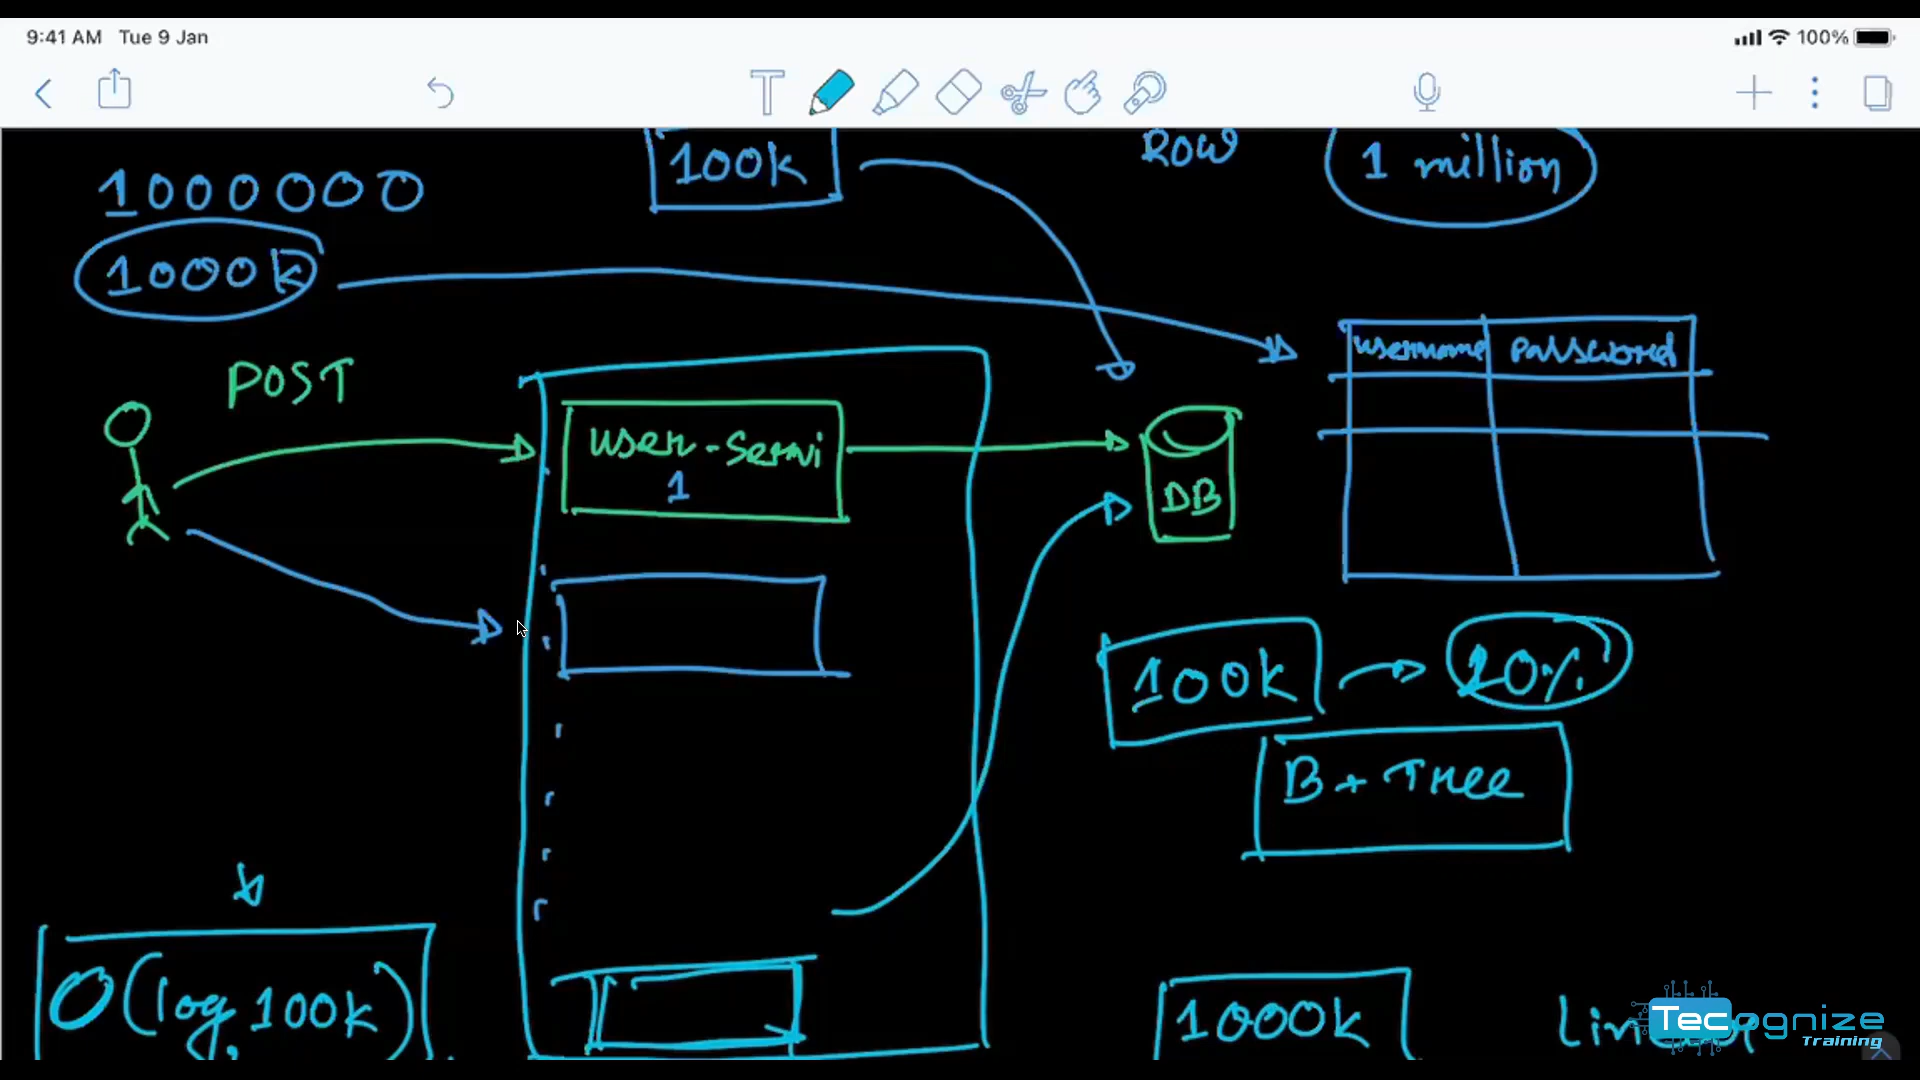 9:41 AM Tue 9 Jan
100%
T
100k
ROW
1 million
1000000
1000k
username password
POST
user-servi
1
DB
100k
10%
B+ Tree
O(log 100k)
1000k
Tecognize
Training